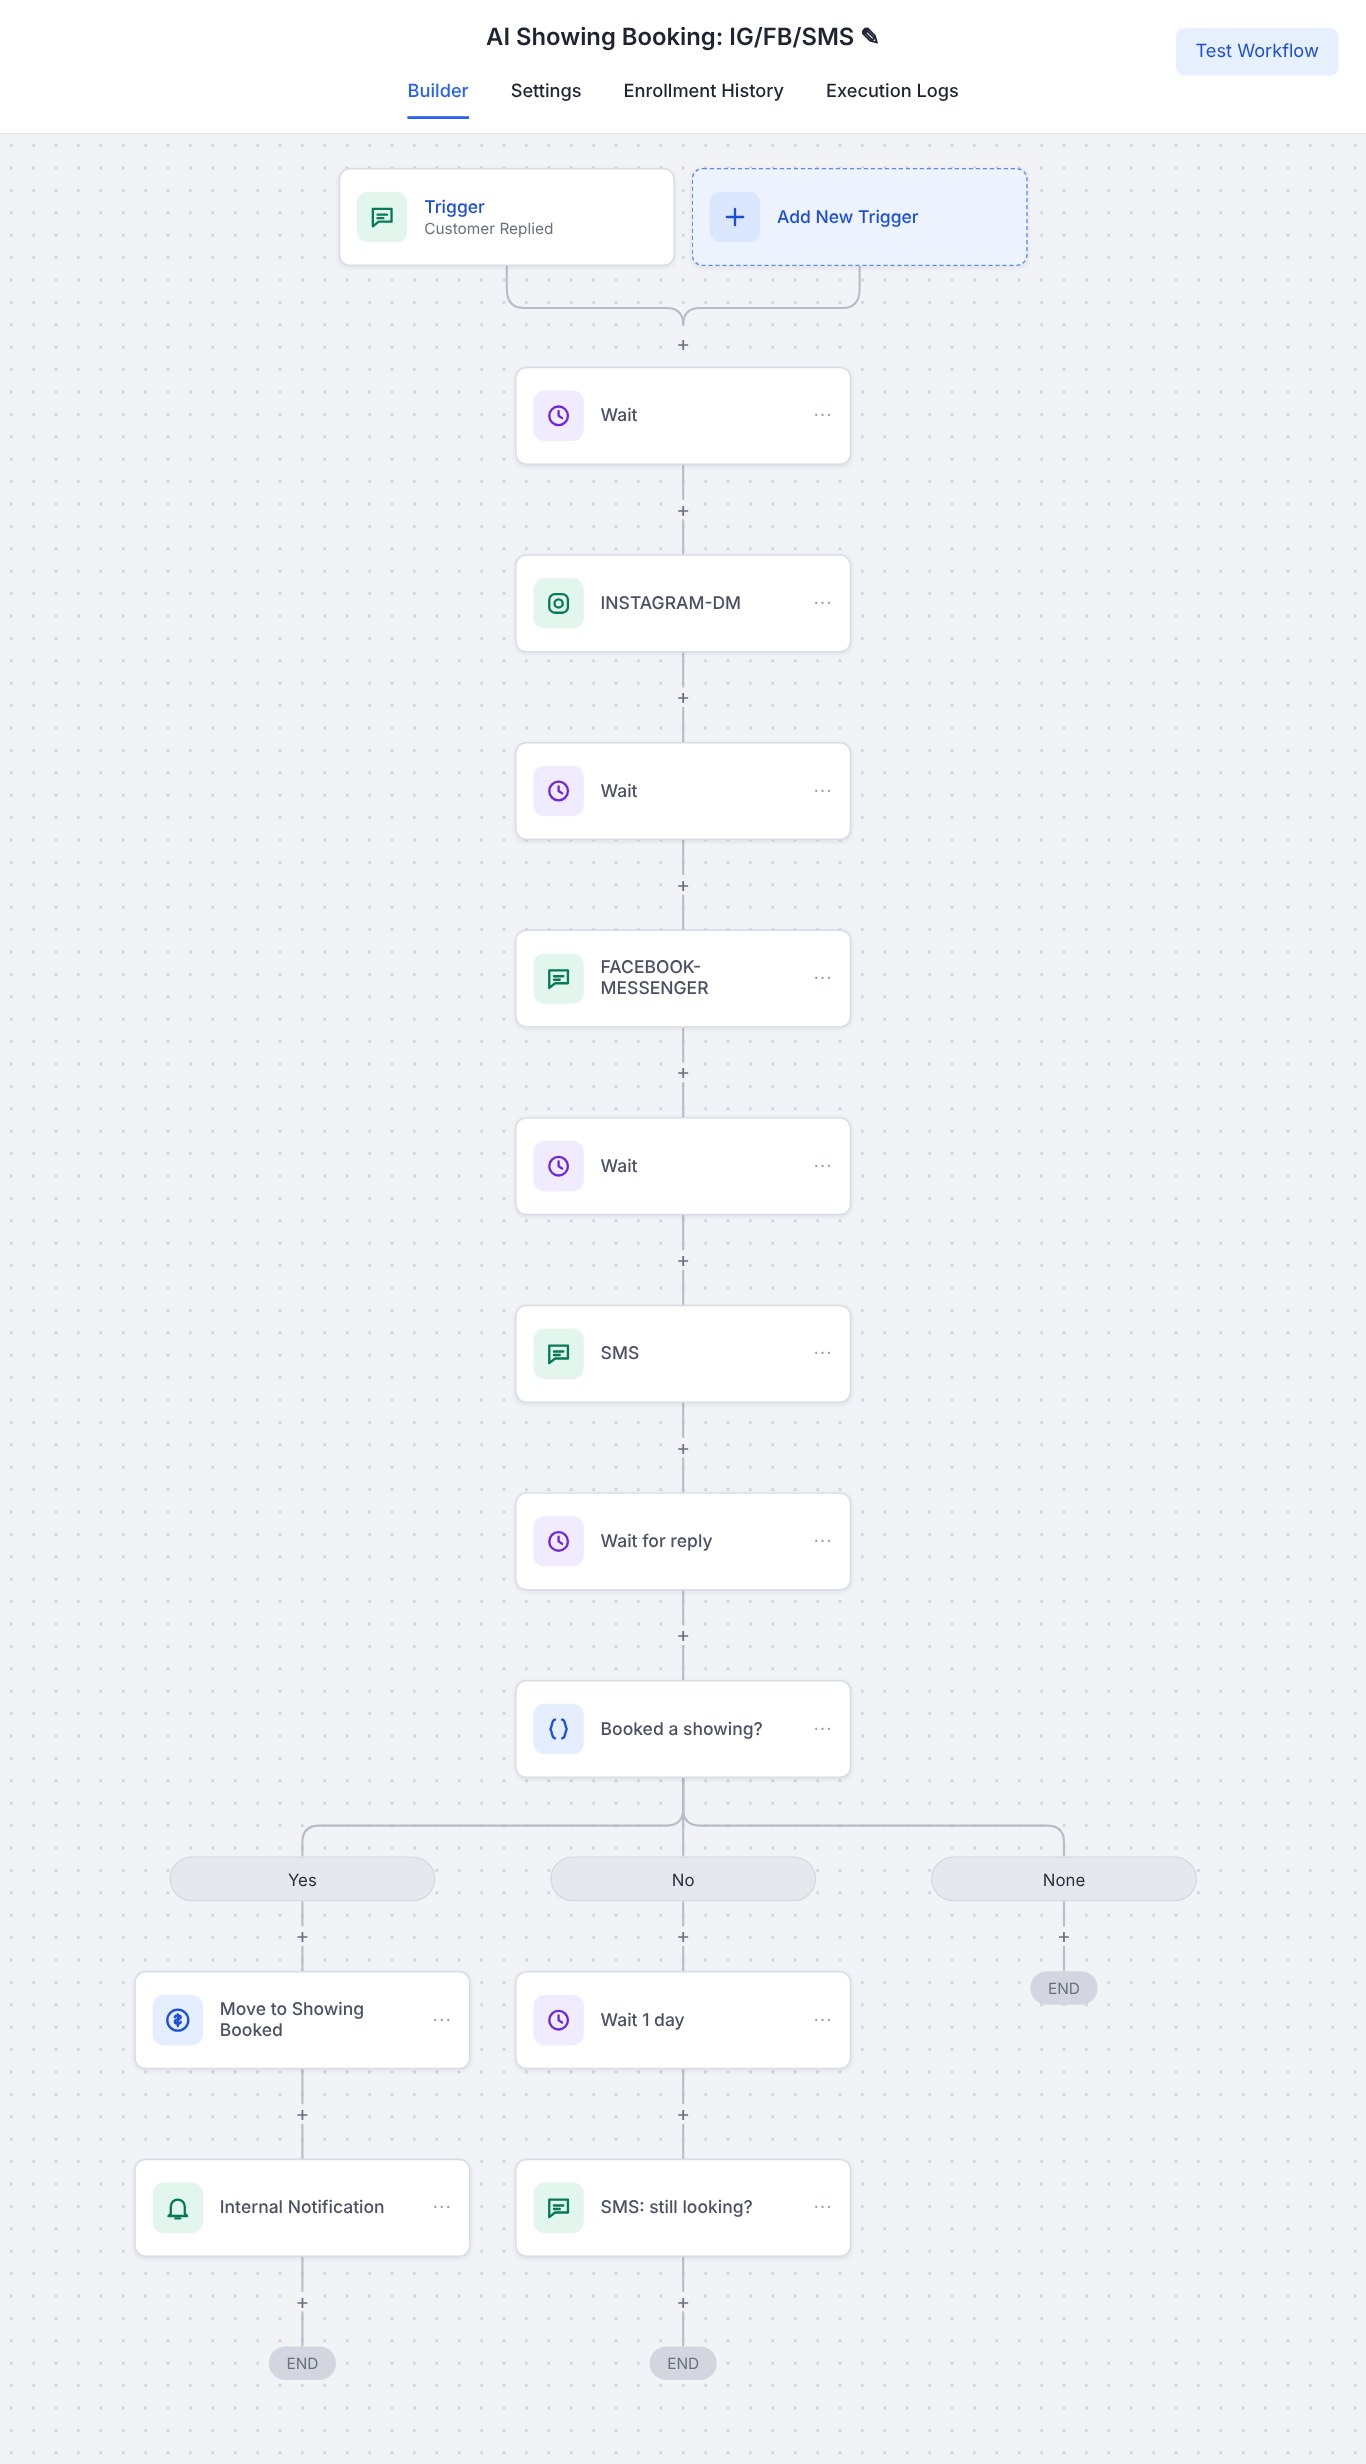 AI Showing Booking: IG/FB/SMS ✎
Test Workflow
Builder
Settings
Enrollment History
Execution Logs
Trigger
Customer Replied
Add New Trigger
Wait
INSTAGRAM-DM
Wait
FACEBOOK-
MESSENGER
Wait
SMS
Wait for reply
Booked a showing?
Yes
No
None
Move to Showing
Booked
Wait 1 day
END
Internal Notification
SMS: still looking?
END
END